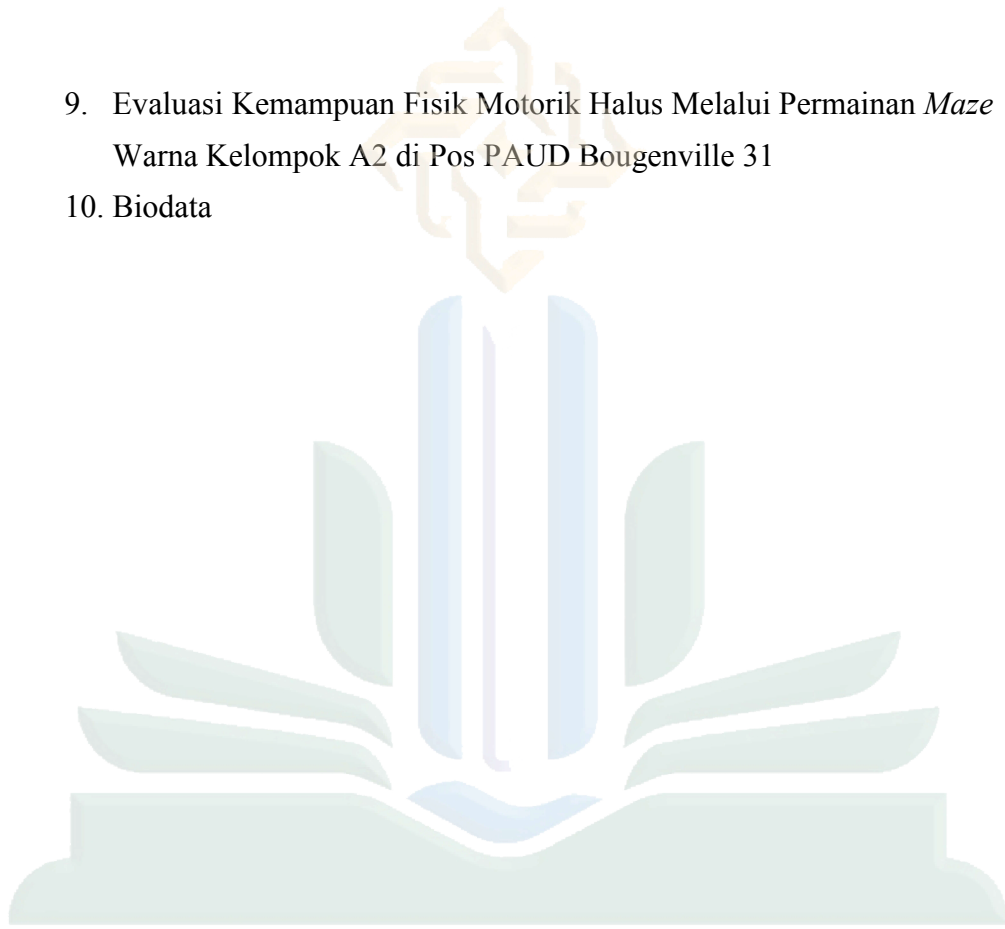 9. Evaluasi Kemampuan Fisik Motorik Halus Melalui Permainan Maze
Warna Kelompok A2 di Pos PAUD Bougenville 31
10. Biodata